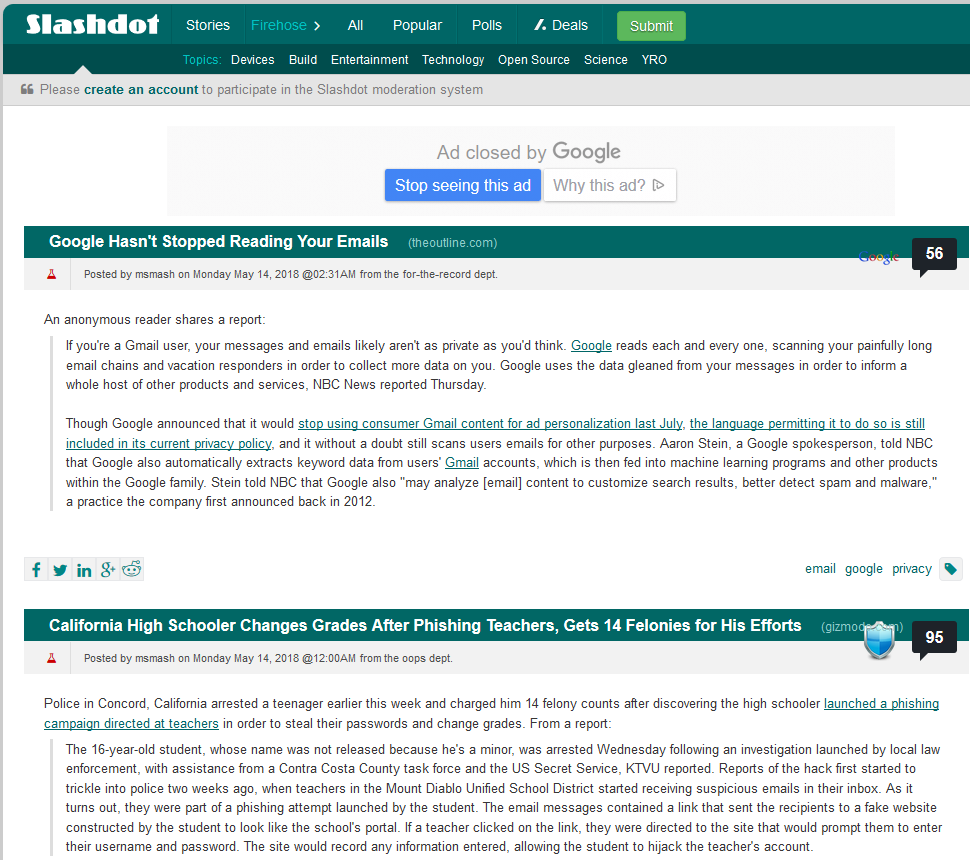 Slashdot Stories Firehose > All Popular Polls Deals Submit
Topics: Devices Build Entertainment Technology Open Source Science YRO
Please create an account to participate in the Slashdot moderation system
Ad closed by Google
Stop seeing this ad Why this ad?
Google Hasn't Stopped Reading Your Emails (theoutline.com)
Google 56
Posted by msmash on Monday May 14, 2018 @02:31AM from the for-the-record dept.
An anonymous reader shares a report:
If you're a Gmail user, your messages and emails likely aren't as private as you'd think. Google reads each and every one, scanning your painfully long
email chains and vacation responders in order to collect more data on you. Google uses the data gleaned from your messages in order to inform a
whole host of other products and services, NBC News reported Thursday.
Though Google announced that it would stop using consumer Gmail content for ad personalization last July, the language permitting it to do so is still
included in its current privacy policy, and it without a doubt still scans users emails for other purposes. Aaron Stein, a Google spokesperson, told NBC
that Google also automatically extracts keyword data from users' Gmail accounts, which is then fed into machine learning programs and other products
within the Google family. Stein told NBC that Google also "may analyze [email] content to customize search results, better detect spam and malware,"
a practice the company first announced back in 2012.
email google privacy
California High Schooler Changes Grades After Phishing Teachers, Gets 14 Felonies for His Efforts (gizmodo.com)
95
Posted by msmash on Monday May 14, 2018 @12:00AM from the oops dept.
Police in Concord, California arrested a teenager earlier this week and charged him 14 felony counts after discovering the high schooler launched a phishing
campaign directed at teachers in order to steal their passwords and change grades. From a report:
The 16-year-old student, whose name was not released because he's a minor, was arrested Wednesday following an investigation launched by local law
enforcement, with assistance from a Contra Costa County task force and the US Secret Service, KTVU reported. Reports of the hack first started to
trickle into police two weeks ago, when teachers in the Mount Diablo Unified School District started receiving suspicious emails in their inbox. As it
turns out, they were part of a phishing attempt launched by the student. The email messages contained a link that sent the recipients to a fake website
constructed by the student to look like the school's portal. If a teacher clicked on the link, they were directed to the site that would prompt them to enter
their username and password. The site would record any information entered, allowing the student to hijack the teacher's account.